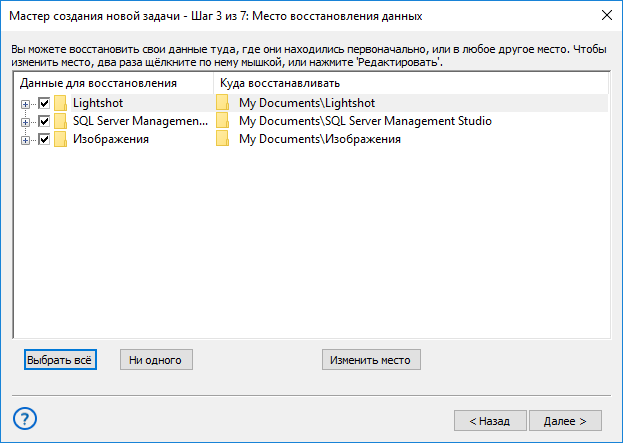 Мастер создания новой задачи - Шаг 3 из 7: Место восстановления данных
Вы можете восстановить свои данные туда, где они находились первоначально, или в любое другое место. Чтобы
изменить место, два раза щёлкните по нему мышкой, или нажмите 'Редактировать'.
Данные для восстановления Куда восстанавливать
Lightshot My Documents\Lightshot
SQL Server Managemen... My Documents\SQL Server Management Studio
Изображения My Documents\Изображения
Выбрать всё Ни одного Изменить место
? < Назад Далее >